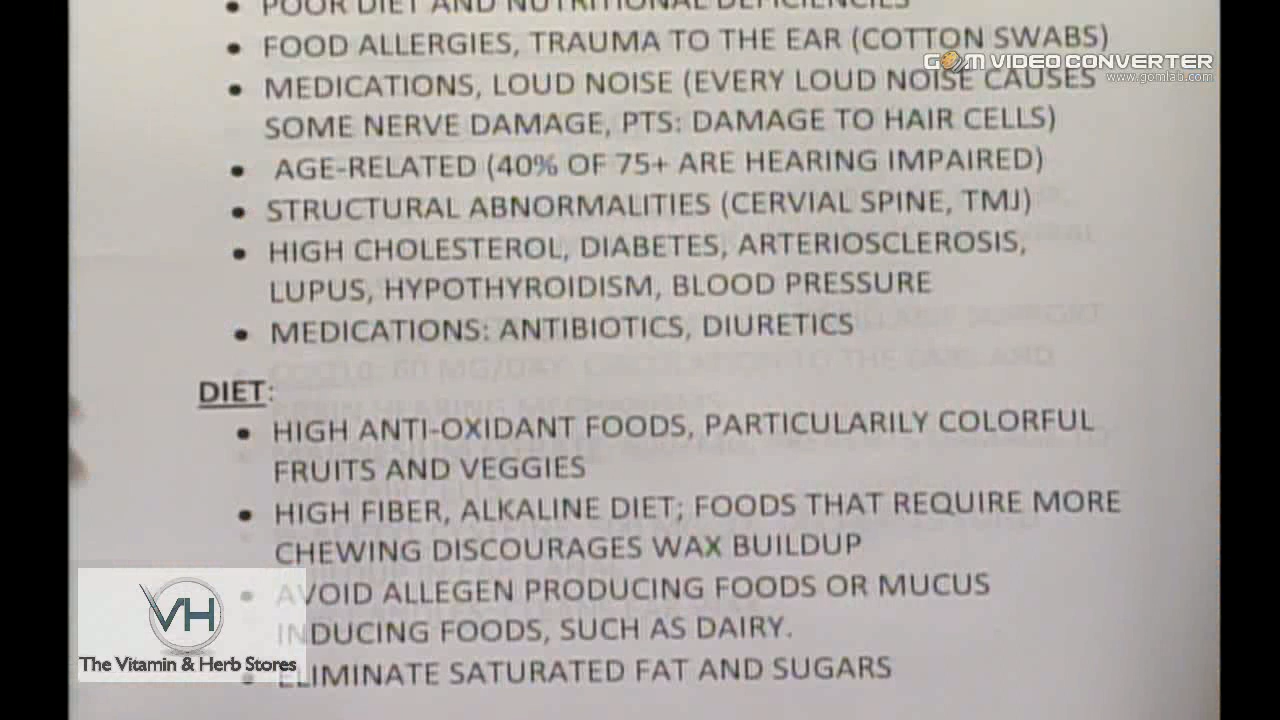 POOR DIET AND NUTRITIONAL DEFICIENCIES
• FOOD ALLERGIES, TRAUMA TO THE EAR (COTTON SWABS)
GOM VIDEO CONVERTER
www.gomlab.com
• MEDICATIONS, LOUD NOISE (EVERY LOUD NOISE CAUSES
SOME NERVE DAMAGE, PTS: DAMAGE TO HAIR CELLS)
• AGE-RELATED (40% OF 75+ ARE HEARING IMPAIRED)
• STRUCTURAL ABNORMALITIES (CERVIAL SPINE, TMJ)
• HIGH CHOLESTEROL, DIABETES, ARTERIOSCLEROSIS,
LUPUS, HYPOTHYROIDISM, BLOOD PRESSURE
• MEDICATIONS: ANTIBIOTICS, DIURETICS
DIET:
• HIGH ANTI-OXIDANT FOODS, PARTICULARILY COLORFUL
FRUITS AND VEGGIES
• HIGH FIBER, ALKALINE DIET; FOODS THAT REQUIRE MORE
CHEWING DISCOURAGES WAX BUILDUP
• AVOID ALLEGEN PRODUCING FOODS OR MUCUS
INDUCING FOODS, SUCH AS DAIRY.
• ELIMINATE SATURATED FAT AND SUGARS
VH
The Vitamin & Herb Stores